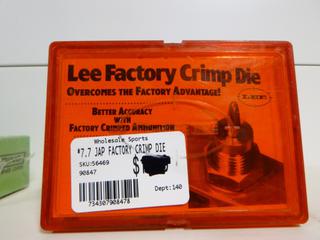 Lee Factory Crimp Die
OVERCOMES THE FACTORY ADVANTAGE!
LEE
BETTER ACCURACY
WITH
FACTORY CRIMPED AMMUNITION
Wholesale Sports
*7.7 JAP FACTORY CRIMP DIE
SKU:56469
$
90847
Dept:140
734307908478